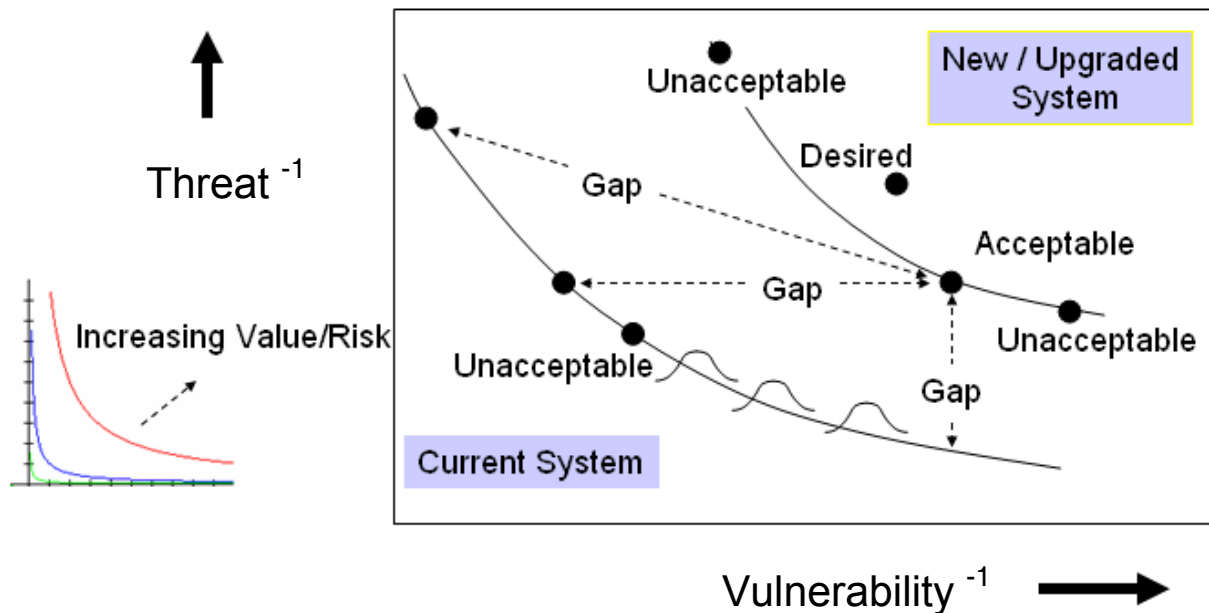 Unacceptable
New / Upgraded
System
Threat ⁻¹
Desired
Gap
Acceptable
Gap
Increasing Value/Risk
Unacceptable
Unacceptable
Gap
Current System
Vulnerability ⁻¹